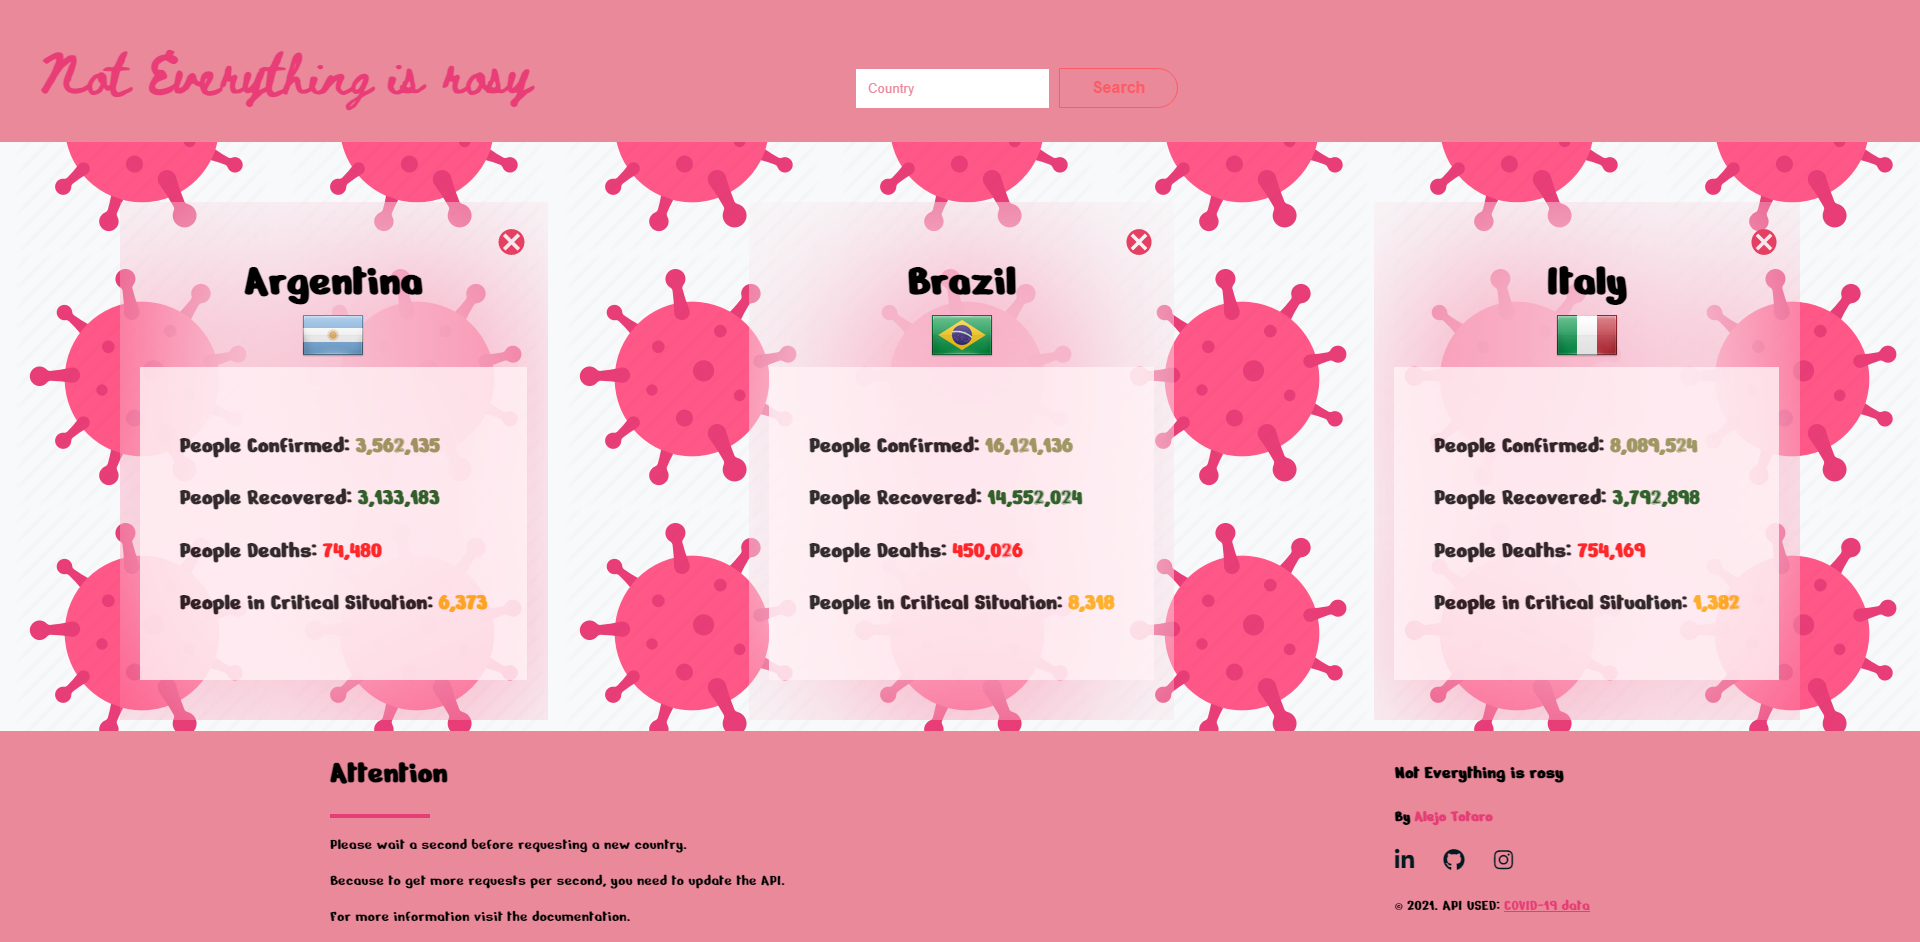 Not Everything is rosy
Country
Search
Argentina
People Confirmed: 3,562,135
People Recovered: 3,133,183
People Deaths: 74,480
People in Critical Situation: 6,373
Brazil
People Confirmed: 16,121,136
People Recovered: 14,552,024
People Deaths: 450,026
People in Critical Situation: 8,318
Italy
People Confirmed: 8,089,524
People Recovered: 3,792,898
People Deaths: 754,169
People in Critical Situation: 1,382
Attention
Please wait a second before requesting a new country.
Because to get more requests per second, you need to update the API.
For more information visit the documentation.
Not Everything is rosy
By Alejo Totaro
© 2021. API USED: COVID-19 data